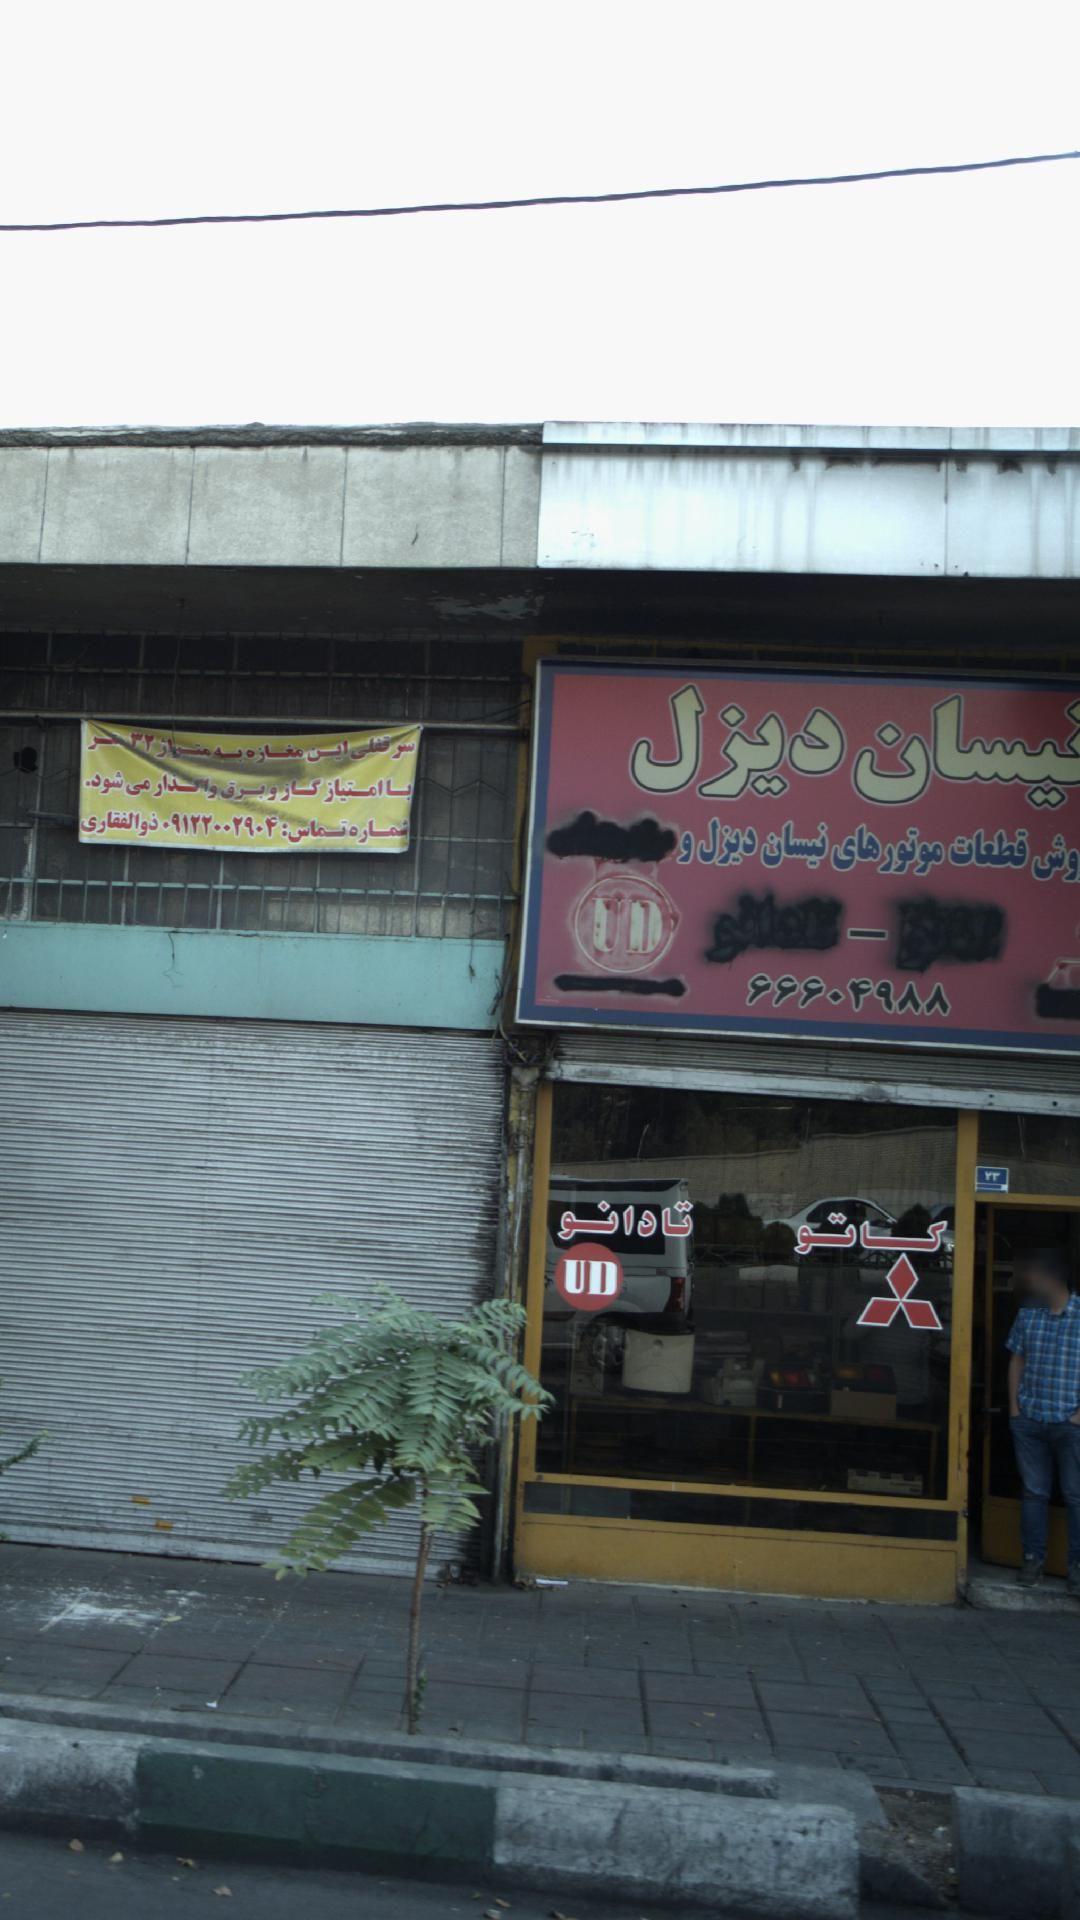 سرقفلی این مغازه به متراژ ۳۲ متر
با امتیاز گاز و برق واگذار می شود.
شماره تماس: ۰۹۱۲۲۰۰۲۹۰۴ ذوالفقاری
نیسان دیزل
قطعات موتورهای نیسان دیزل و
UD
–
۶۶۶۰۴۹۸۸
تادانو
UD
کاتو
۲۳